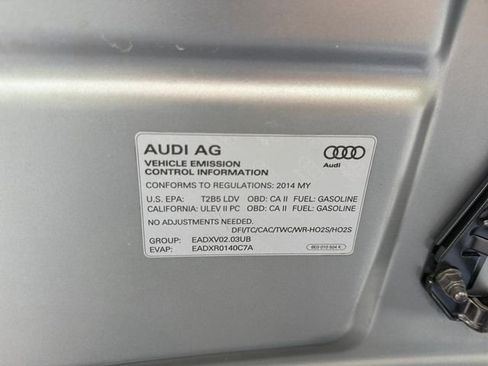 AUDI AG
VEHICLE EMISSION
CONTROL INFORMATION
Audi
CONFORMS TO REGULATIONS: 2014 MY
U.S. EPA: T2B5 LDV OBD: CA II FUEL: GASOLINE
CALIFORNIA: ULEV II PC OBD: CA II FUEL: GASOLINE
NO ADJUSTMENTS NEEDED.
DFI/TC/CAC/TWC/WR-HO2S/HO2S
GROUP: EADXV02.03UB
EVAP: EADXR0140C7A